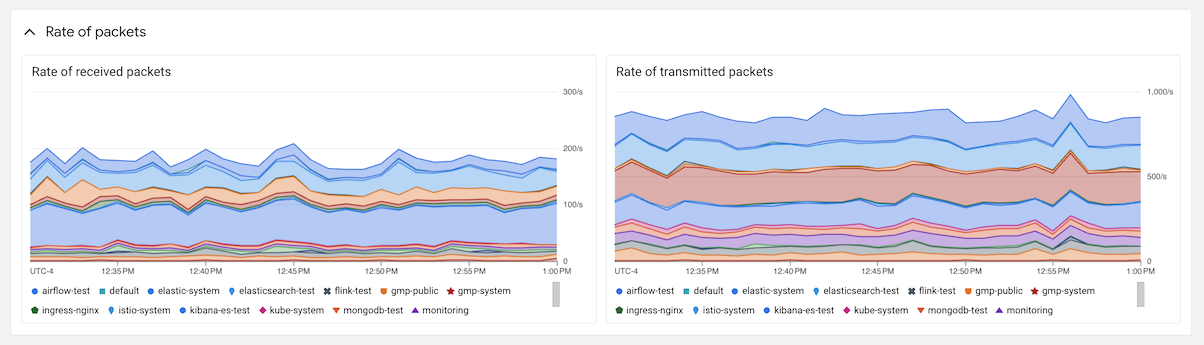 Rate of packets
Rate of received packets
300/s
200/s
100/s
0
UTC-4 12:35 PM 12:40 PM 12:45 PM 12:50 PM 12:55 PM 1:00 PM
airflow-test default elastic-system elasticsearch-test flink-test gmp-public gmp-system
ingress-nginx istio-system kibana-es-test kube-system mongodb-test monitoring
Rate of transmitted packets
1,000/s
500/s
0
UTC-4 12:35 PM 12:40 PM 12:45 PM 12:50 PM 12:55 PM 1:00 PM
airflow-test default elastic-system elasticsearch-test flink-test gmp-public gmp-system
ingress-nginx istio-system kibana-es-test kube-system mongodb-test monitoring